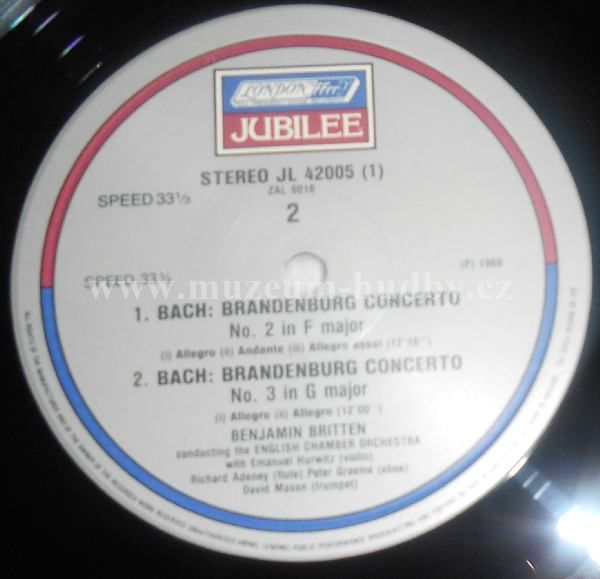 LONDON ffrr
JUBILEE
STEREO JL 42005 (1)
ZAL 9016
SPEED 33⅓
2
SPEED 33⅓
(P) 1969
www.muzeum-hudby.cz
1. BACH: BRANDENBURG CONCERTO
No. 2 in F major
(i) Allegro (ii) Andante (iii) Allegro assai
2. BACH: BRANDENBURG CONCERTO
No. 3 in G major
(i) Allegro (ii) Allegro (12'00")
BENJAMIN BRITTEN
conducting the ENGLISH CHAMBER ORCHESTRA
with Emanuel Hurwitz (violin)
Richard Adeney (flute) Peter Graeme (oboe)
David Mason (trumpet)